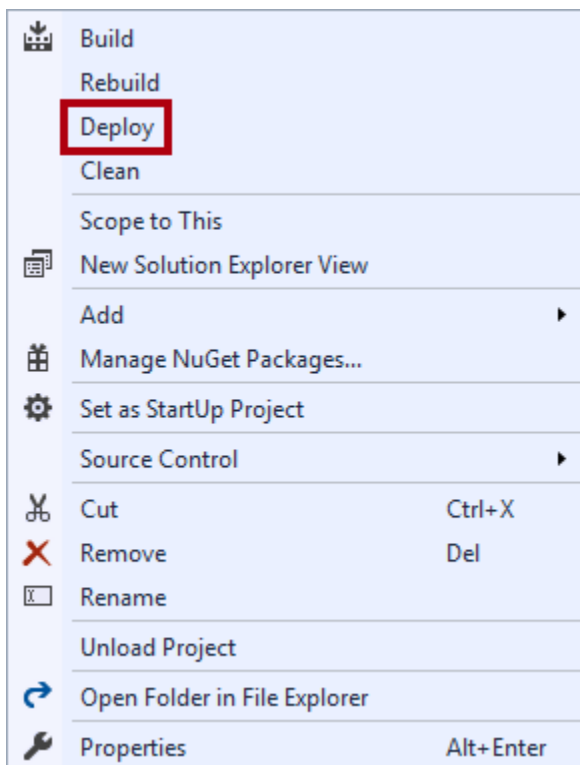 Build
Rebuild
Deploy
Clean
Scope to This
New Solution Explorer View
Add
Manage NuGet Packages...
Set as StartUp Project
Source Control
Cut Ctrl+X
Remove Del
Rename
Unload Project
Open Folder in File Explorer
Properties Alt+Enter